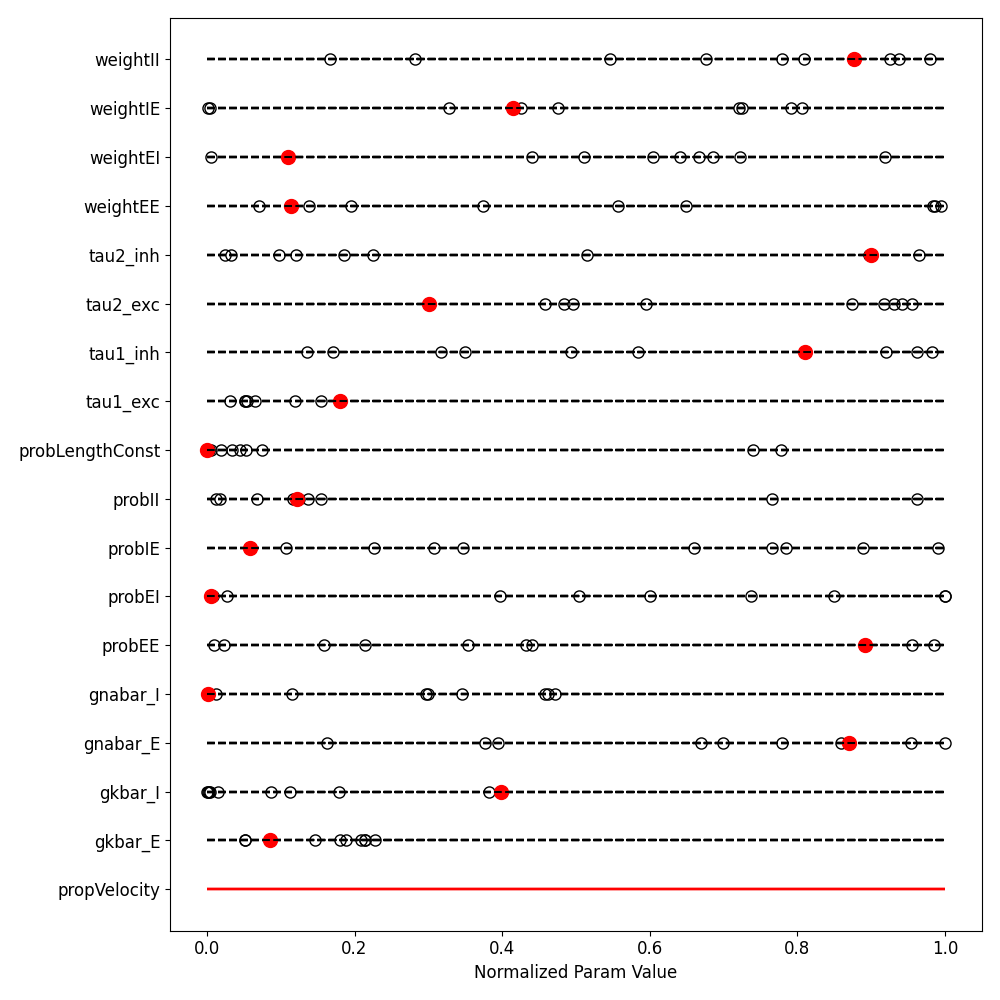 weightII
weightIE
weightEI
weightEE
tau2_inh
tau2_exc
tau1_inh
tau1_exc
probLengthConst
probII
probIE
probEI
probEE
gnabar_I
gnabar_E
gkbar_I
gkbar_E
propVelocity
0.0 0.2 0.4 0.6 0.8 1.0
Normalized Param Value